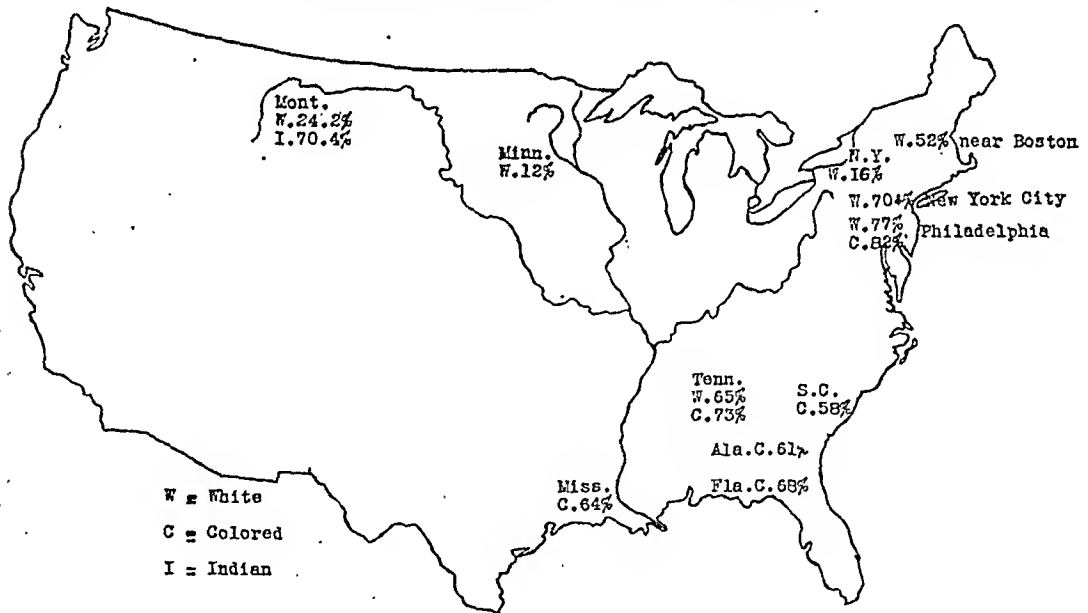 Mont.
W.24.2%
I.70.4%
Minn.
W.12%
W.52% near Boston
N.Y.
W.16%
W.70+% New York City
W.77%
C.82% Philadelphia
Tenn.
W.65%
C.73%
S.C.
C.58%
Ala.C.61%
Miss.
C.64%
Fla.C.68%
W = White
C = Colored
I = Indian